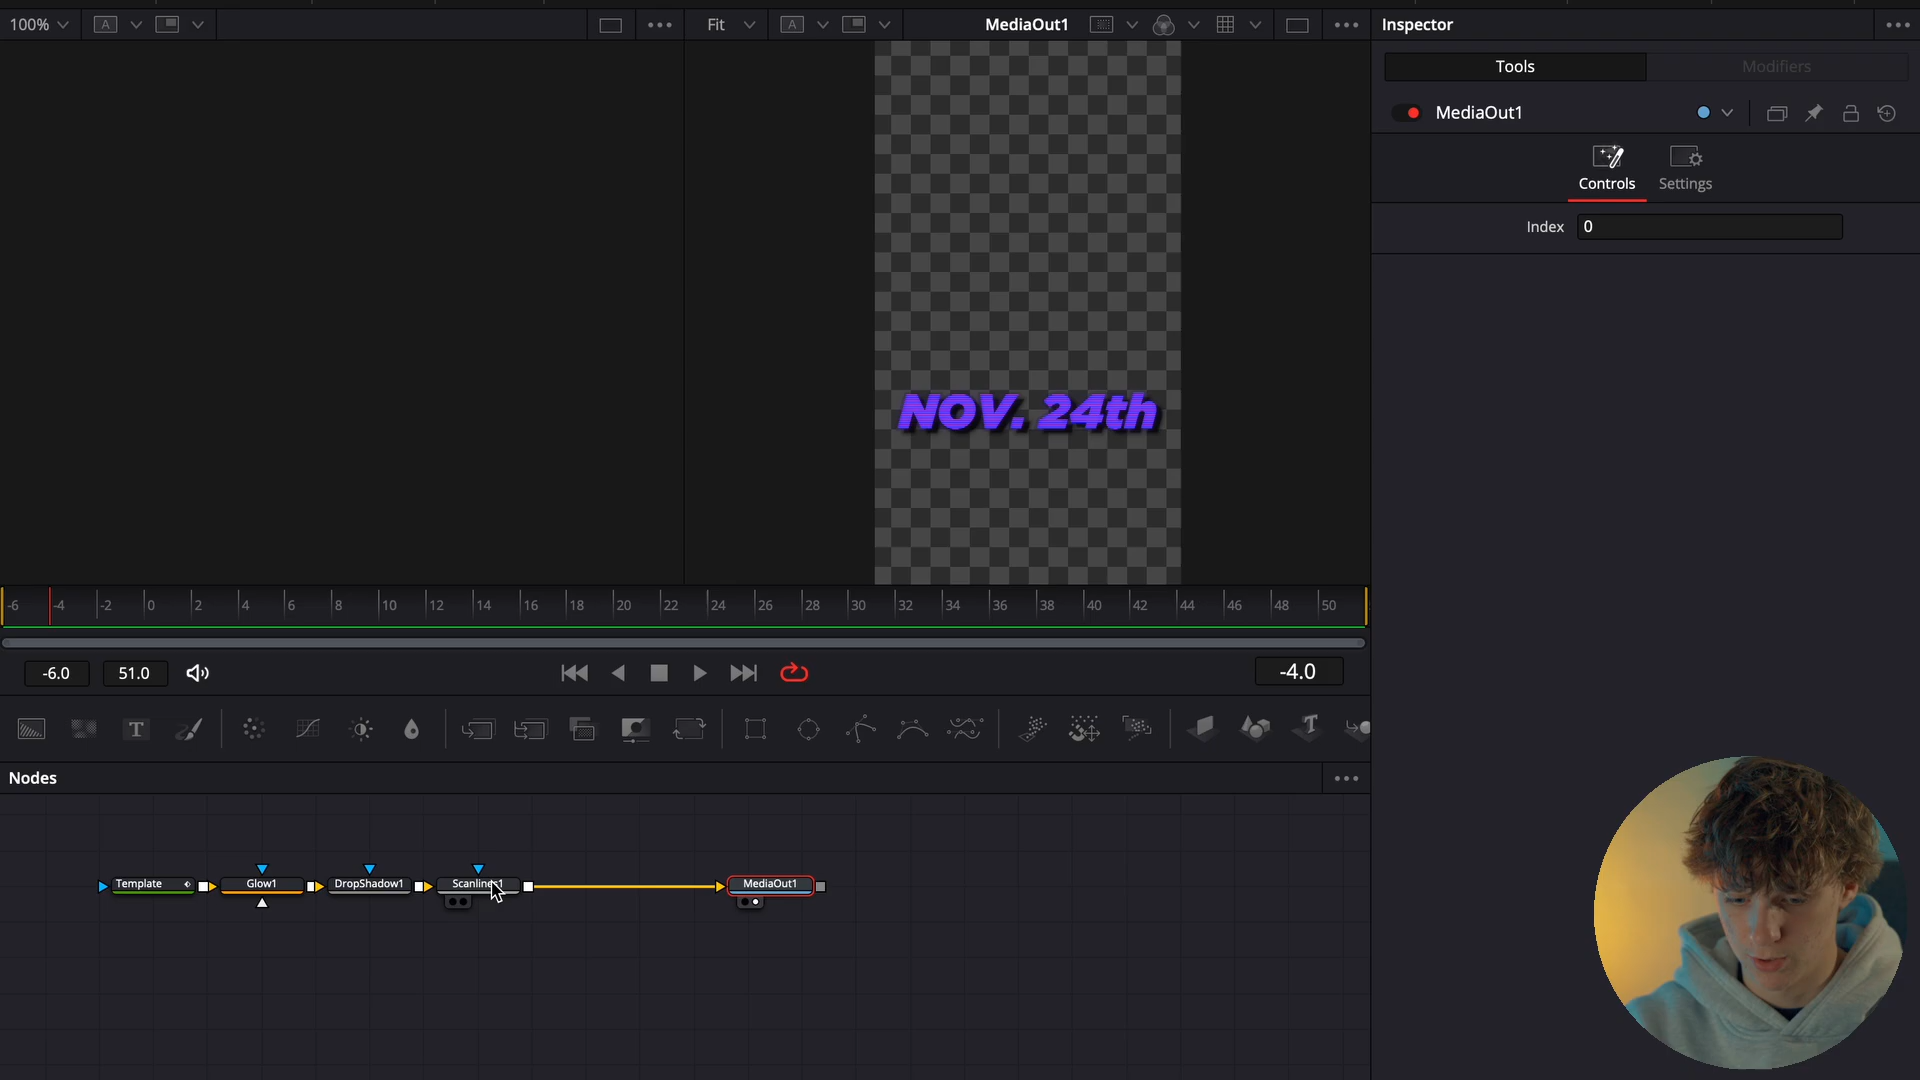 100%
A
Fit
A
MediaOut1
Inspector
Tools
Modifiers
MediaOut1
Controls
Settings
Index
0
NOV. 24th
-6
-4
-2
0
2
4
6
8
10
12
14
16
18
20
22
24
26
28
30
32
34
36
38
40
42
44
46
48
50
-6.0
51.0
-4.0
T
T
Nodes
Template
Glow1
DropShadow1
Scanlines1
MediaOut1